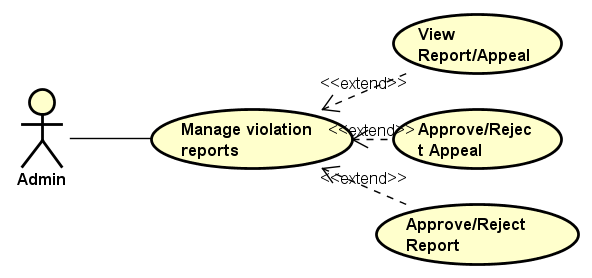 View
Report/Appeal
<<extend>>
Manage violation
reports
<<extend>>
Approve/Rejec
t Appeal
Admin
<<extend>>
Approve/Reject
Report